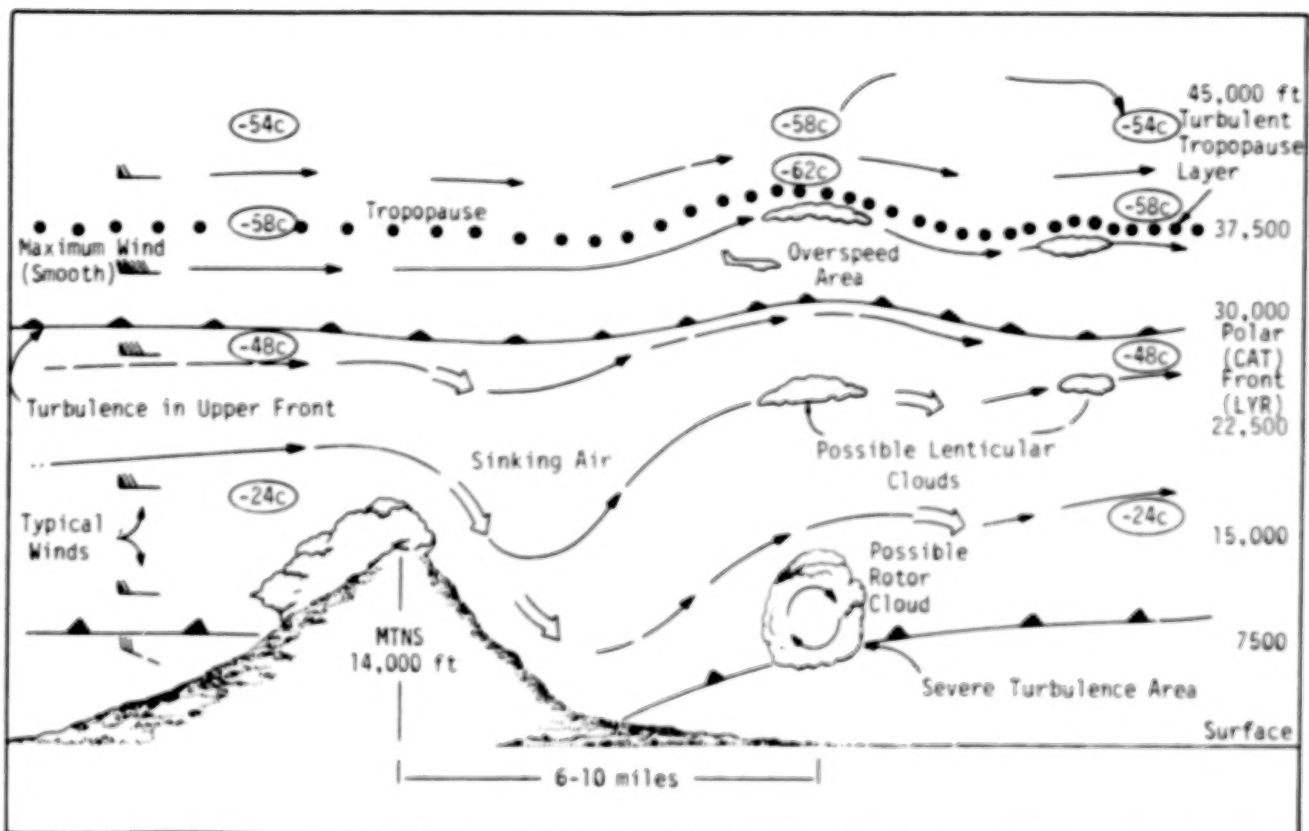 45,000 ft
-54c
-58c
-54c
Turbulent
Tropopause
Layer
-62c
Tropopause
-58c
-58c
37,500
Maximum Wind
(Smooth)
Overspeed
Area
30,000
Polar
(CAT)
Front
(LYR)
22,500
-48c
-48c
Turbulence in Upper Front
Sinking Air
Possible Lenticular
Clouds
-24c
-24c
Typical
Winds
15,000
Possible
Rotor
Cloud
MTNS
14,000 ft
7500
Severe Turbulence Area
Surface
6-10 miles